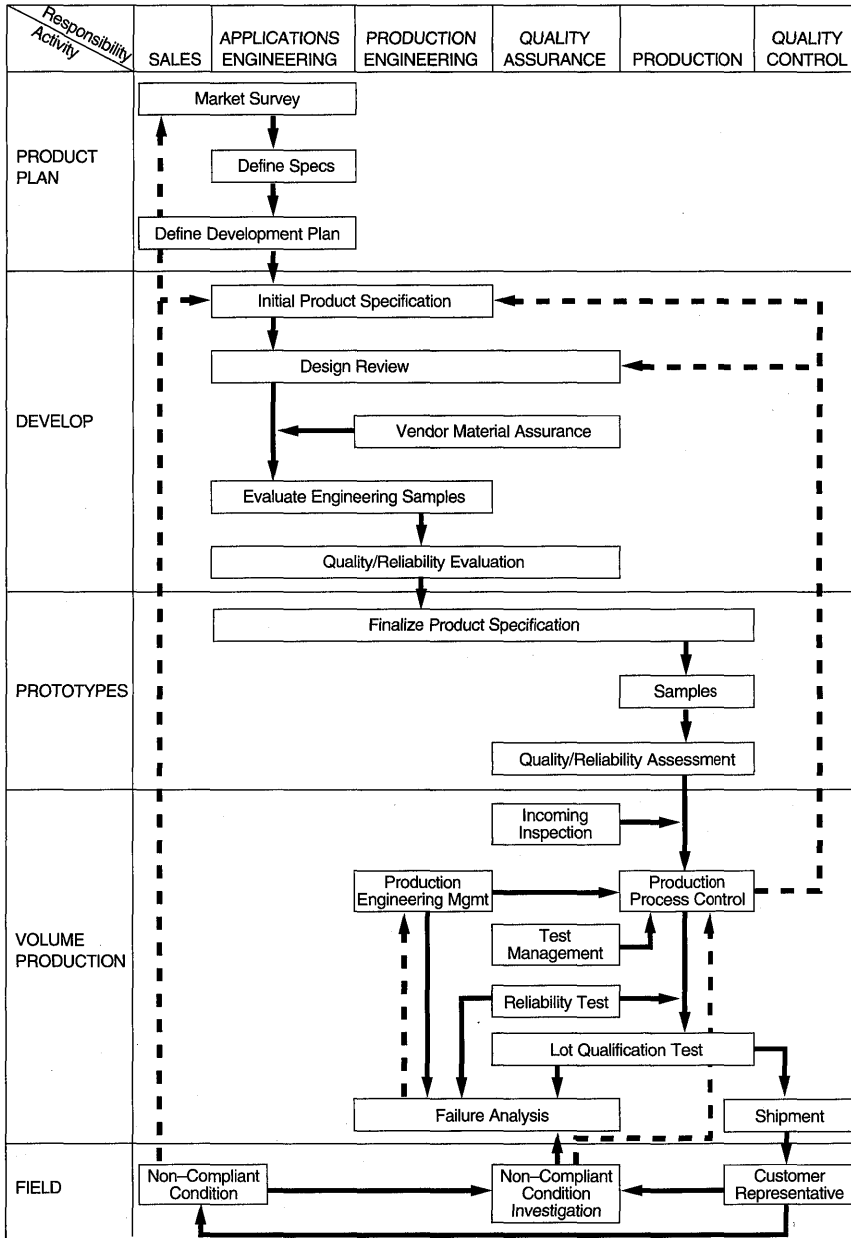 Responsibility
Activity
SALES
APPLICATIONS
ENGINEERING
PRODUCTION
ENGINEERING
QUALITY
ASSURANCE
PRODUCTION
QUALITY
CONTROL
PRODUCT
PLAN
Market Survey
Define Specs
Define Development Plan
DEVELOP
Initial Product Specification
Design Review
Vendor Material Assurance
Evaluate Engineering Samples
Quality/Reliability Evaluation
PROTOTYPES
Finalize Product Specification
Samples
Quality/Reliability Assessment
VOLUME
PRODUCTION
Incoming
Inspection
Production
Engineering Mgmt
Production
Process Control
Test
Management
Reliability Test
Lot Qualification Test
Failure Analysis
Shipment
FIELD
Non–Compliant
Condition
Non–Compliant
Condition
Investigation
Customer
Representative